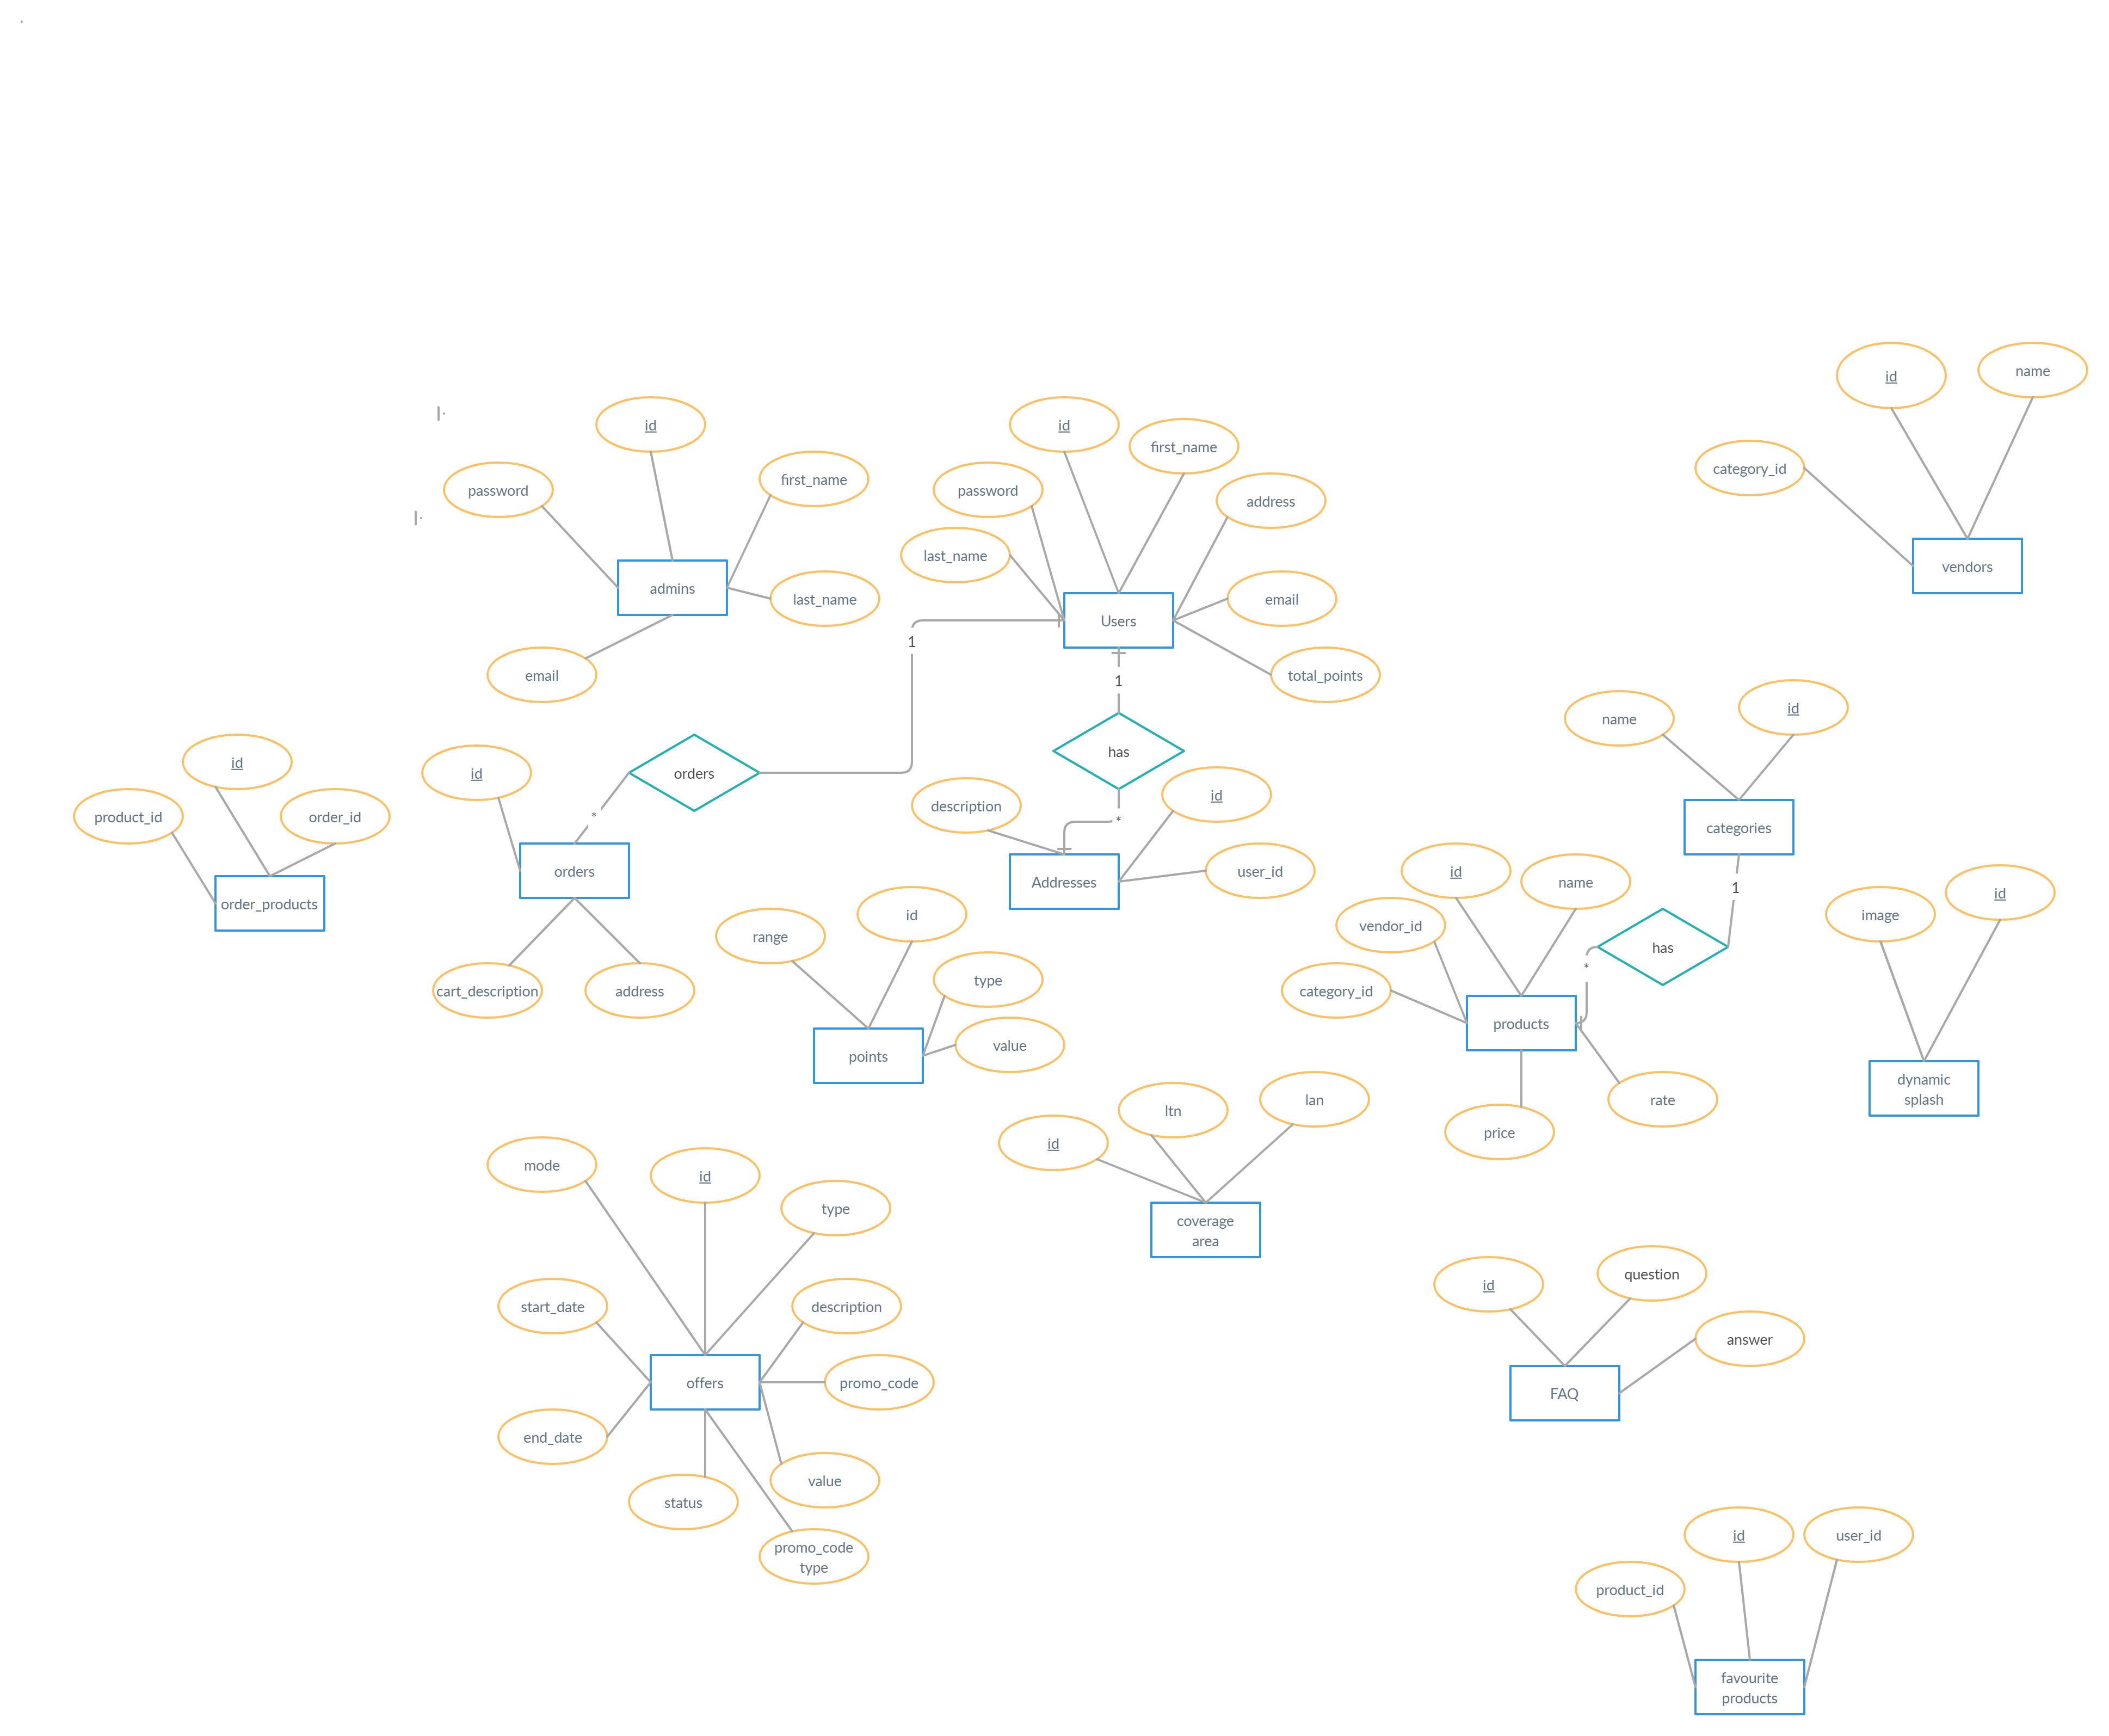 id
name
category_id
vendors
id
password
first_name
last_name
admins
email
id
first_name
password
address
last_name
email
Users
total_points
1
1
has
*
orders
*
name
id
categories
1
has
*
id
product_id
order_id
order_products
id
orders
cart_description
address
description
id
user_id
Addresses
id
range
type
value
points
id
name
vendor_id
category_id
products
price
rate
image
id
dynamic
splash
id
ltn
lan
coverage
area
mode
id
type
start_date
description
offers
promo_code
end_date
value
status
promo_code
type
id
question
answer
FAQ
id
user_id
product_id
favourite
products